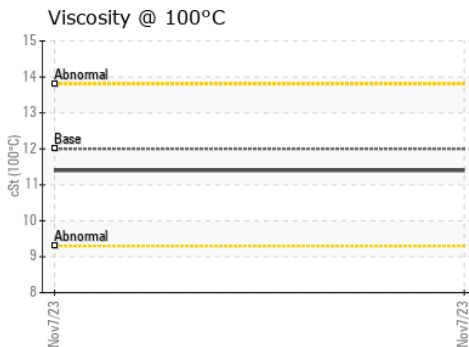 Viscosity @ 100°C
15
14
13
12
11
10
9
8
cSt (100°C)
Abnormal
Base
Abnormal
Nov7/23
Nov7/23